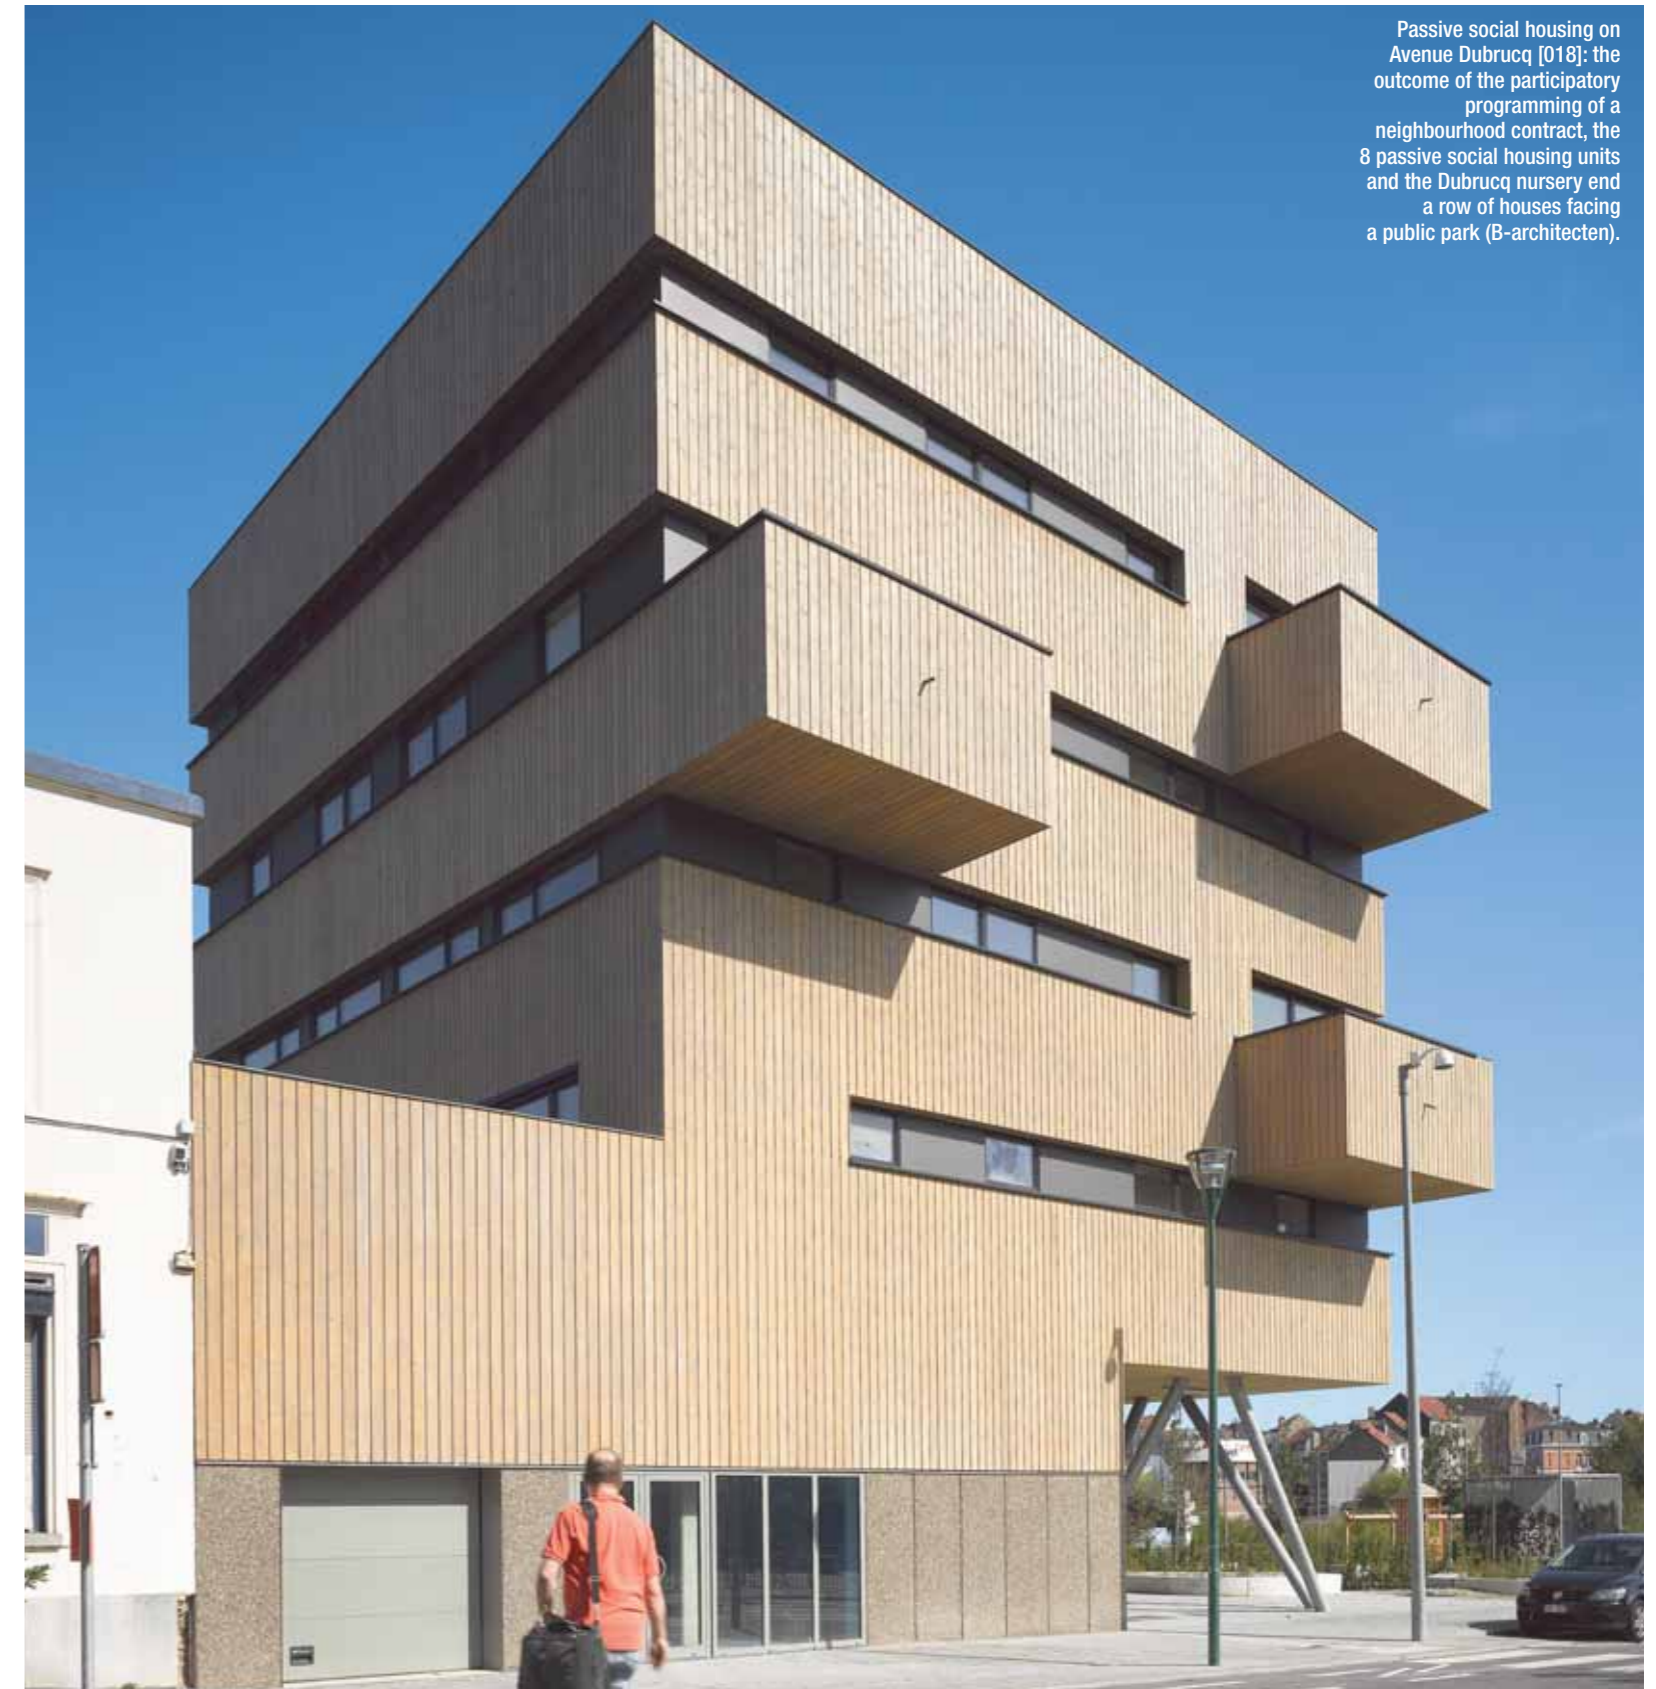 Passive social housing on
Avenue Dubrucq [018]: the
outcome of the participatory
programming of a
neighbourhood contract, the
8 passive social housing units
and the Dubrucq nursery end
a row of houses facing
a public park (B-architecten).